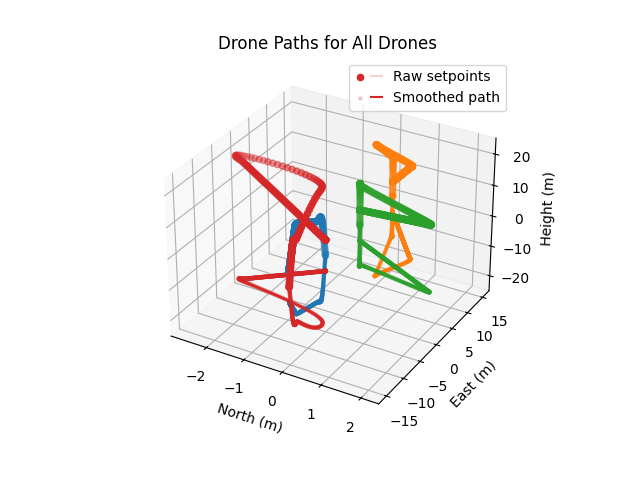 Drone Paths for All Drones
Raw setpoints
Smoothed path
20
10
0
−10
−20
Height (m)
15
10
5
0
−5
−10
−15
East (m)
−2
−1
0
1
2
North (m)